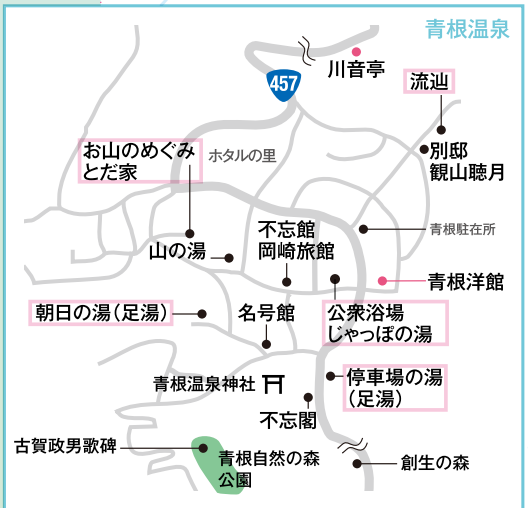 青根温泉
川音亭
457
流辿
お山のめぐみ
とだ家
ホタルの里
別邸
観山聴月
不忘館
岡崎旅館
青根駐在所
山の湯
青根洋館
朝日の湯(足湯)
名号館
公衆浴場
じゃっぽの湯
青根温泉神社
停車場の湯
(足湯)
不忘閣
古賀政男歌碑
青根自然の森
公園
創生の森